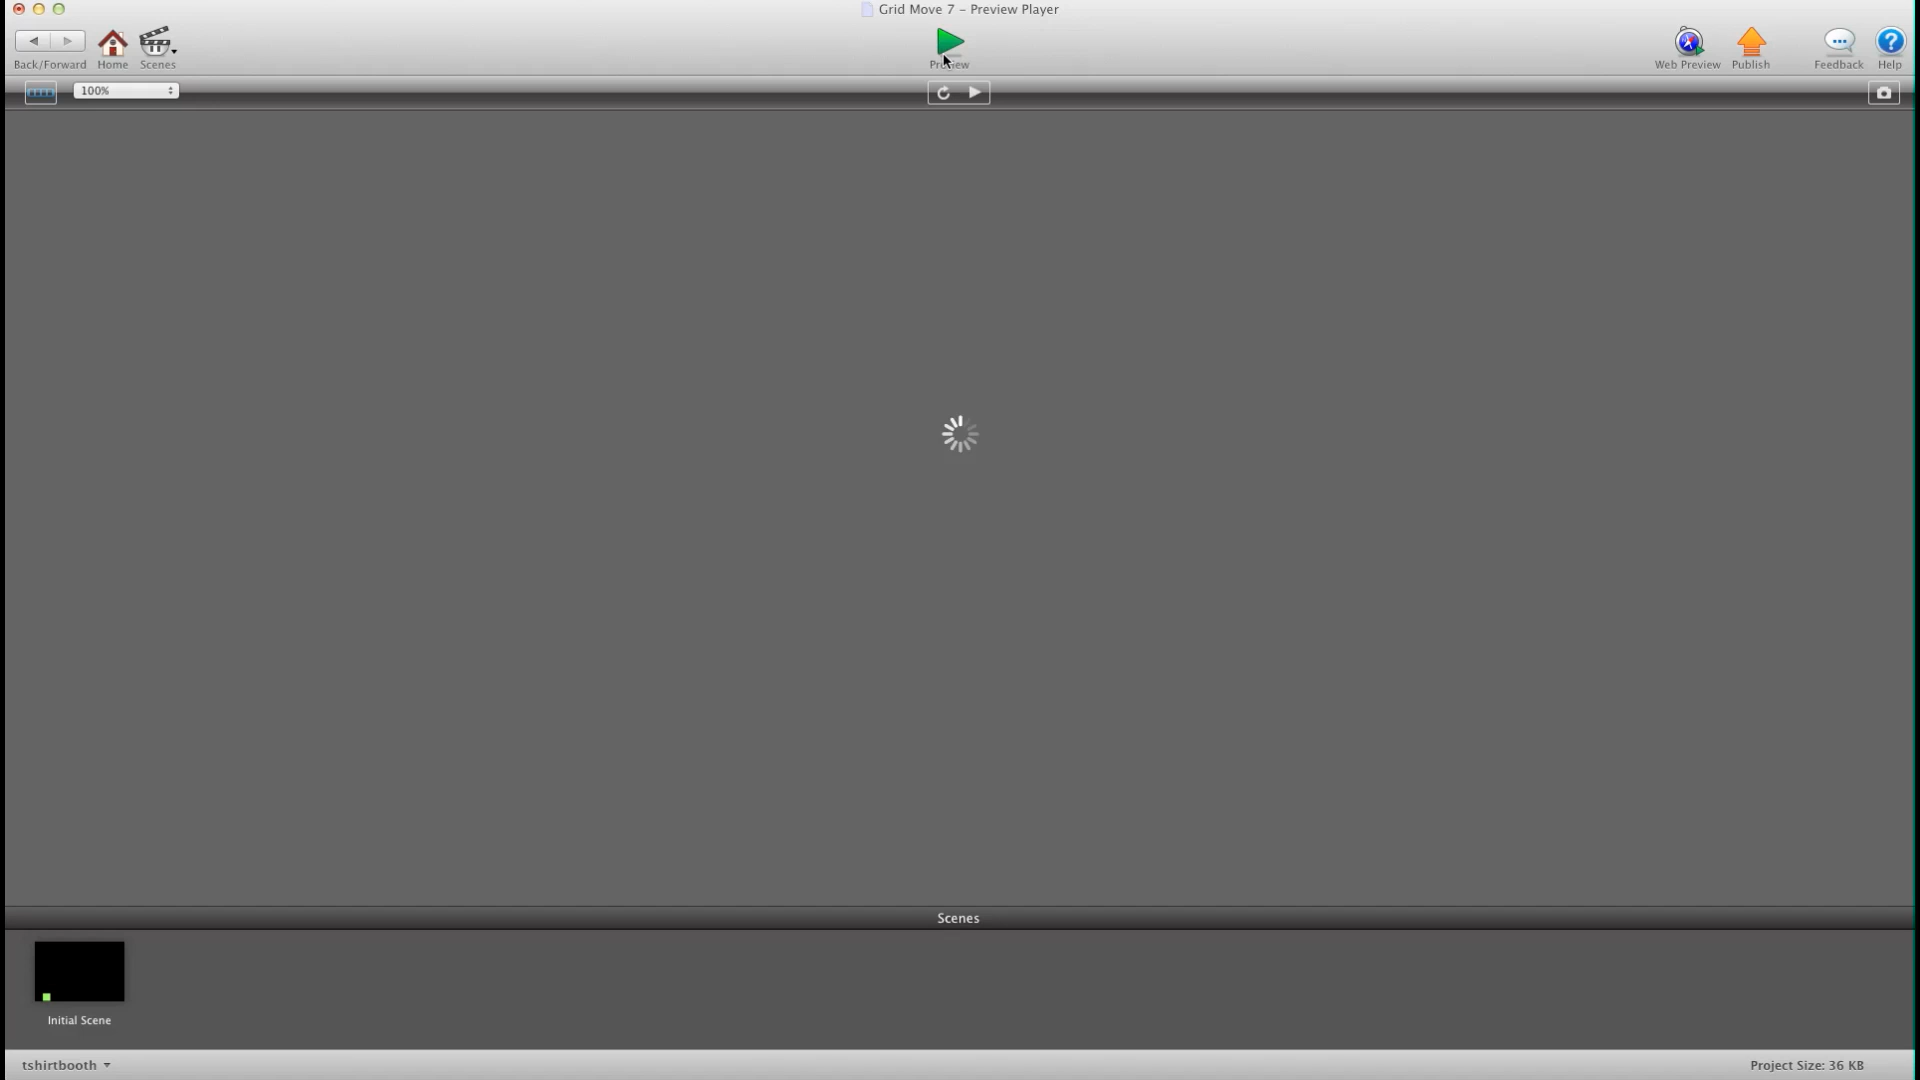 Grid Move 7 – Preview Player
Back/Forward Home Scenes Preview Web Preview Publish Feedback Help
100%
Scenes
Initial Scene
tshirtbooth Project Size: 36 KB